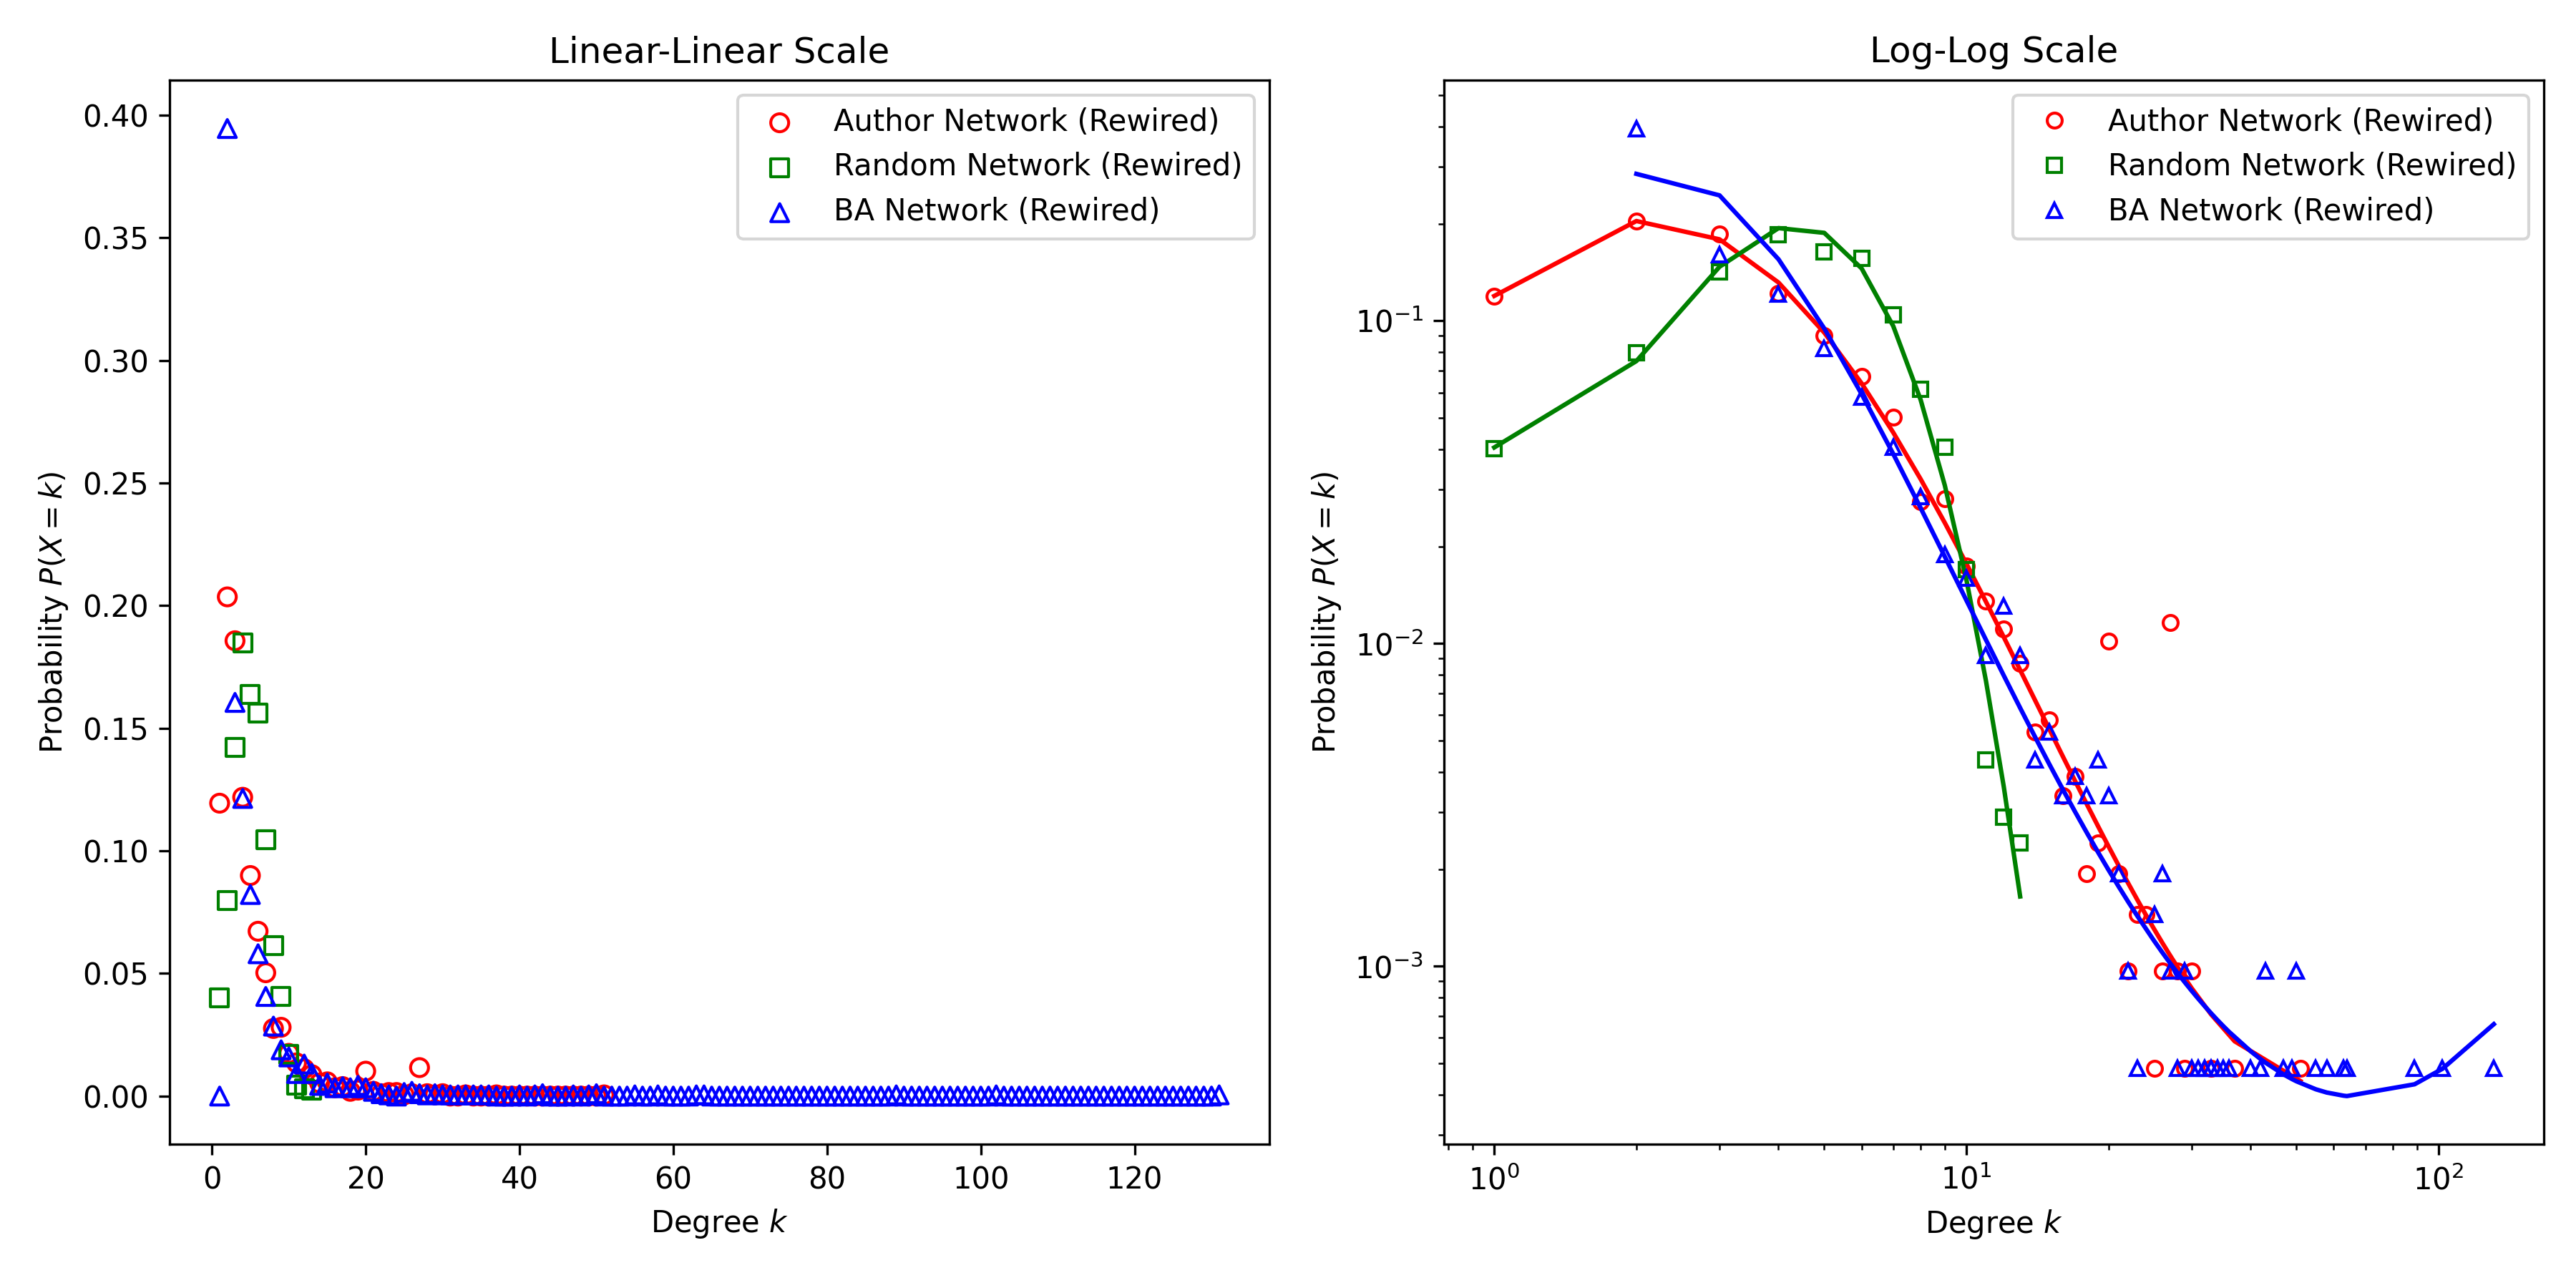 Linear-Linear Scale
Author Network (Rewired)
Random Network (Rewired)
BA Network (Rewired)
0.40
0.35
0.30
0.25
0.20
0.15
0.10
0.05
0.00
Probability P(X = k)
0 20 40 60 80 100 120
Degree k
Log-Log Scale
Author Network (Rewired)
Random Network (Rewired)
BA Network (Rewired)
10⁻¹
10⁻²
10⁻³
Probability P(X = k)
10⁰ 10¹ 10²
Degree k